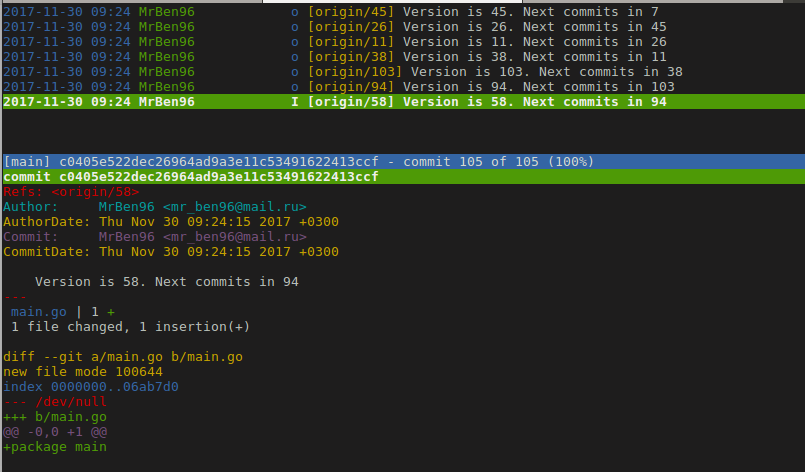 2017-11-30 09:24 MrBen96 o [origin/45] Version is 45. Next commits in 7
2017-11-30 09:24 MrBen96 o [origin/26] Version is 26. Next commits in 45
2017-11-30 09:24 MrBen96 o [origin/11] Version is 11. Next commits in 26
2017-11-30 09:24 MrBen96 o [origin/38] Version is 38. Next commits in 11
2017-11-30 09:24 MrBen96 o [origin/103] Version is 103. Next commits in 38
2017-11-30 09:24 MrBen96 o [origin/94] Version is 94. Next commits in 103
2017-11-30 09:24 MrBen96 I [origin/58] Version is 58. Next commits in 94
[main] c0405e522dec26964ad9a3e11c53491622413ccf - commit 105 of 105 (100%)
commit c0405e522dec26964ad9a3e11c53491622413ccf
Refs: <origin/58>
Author: MrBen96 <mr_ben96@mail.ru>
AuthorDate: Thu Nov 30 09:24:15 2017 +0300
Commit: MrBen96 <mr_ben96@mail.ru>
CommitDate: Thu Nov 30 09:24:15 2017 +0300
Version is 58. Next commits in 94
---
main.go | 1 +
1 file changed, 1 insertion(+)
diff --git a/main.go b/main.go
new file mode 100644
index 0000000..06ab7d0
--- /dev/null
+++ b/main.go
@@ -0,0 +1 @@
+package main